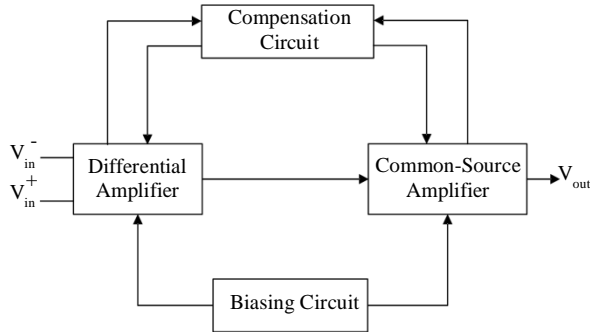 Compensation
Circuit
V_in^-
V_in^+
Differential
Amplifier
Common-Source
Amplifier
V_out
Biasing Circuit